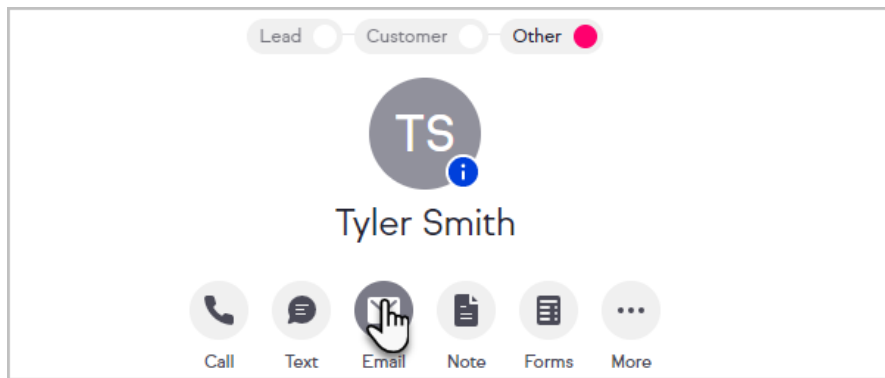 Lead Customer Other
TS
i
Tyler Smith
Call Text Email Note Forms More